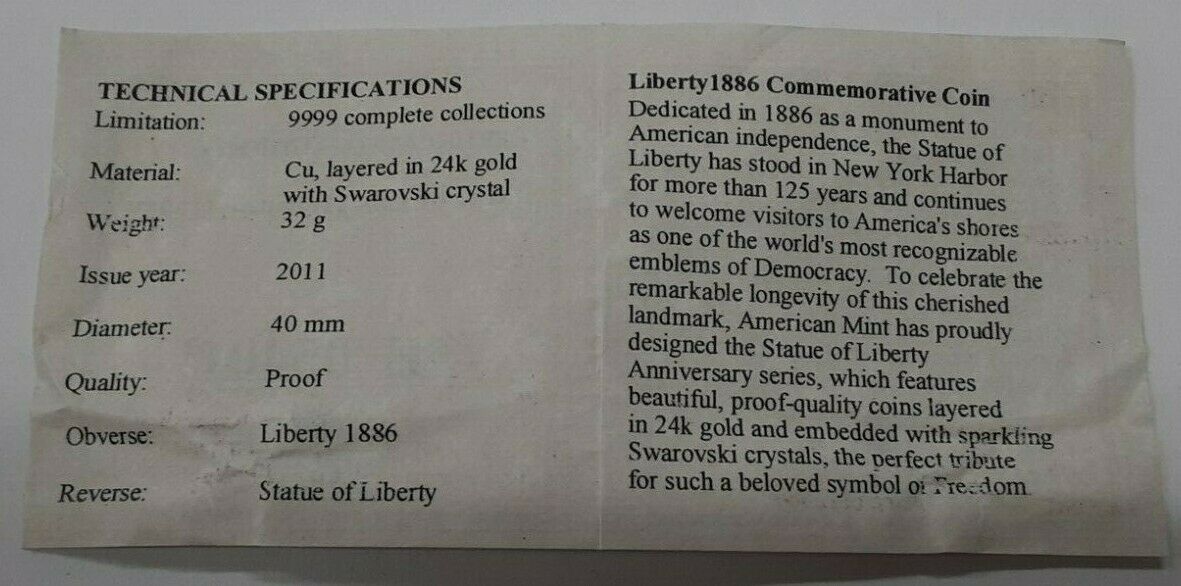 TECHNICAL SPECIFICATIONS
Limitation: 9999 complete collections
Material: Cu, layered in 24k gold
with Swarovski crystal
Weight: 32 g
Issue year: 2011
Diameter: 40 mm
Quality: Proof
Obverse: Liberty 1886
Reverse: Statue of Liberty
Liberty1886 Commemorative Coin
Dedicated in 1886 as a monument to
American independence, the Statue of
Liberty has stood in New York Harbor
for more than 125 years and continues
to welcome visitors to America's shores
as one of the world's most recognizable
emblems of Democracy. To celebrate the
remarkable longevity of this cherished
landmark, American Mint has proudly
designed the Statue of Liberty
Anniversary series, which features
beautiful, proof-quality coins layered
in 24k gold and embedded with sparkling
Swarovski crystals, the perfect tribute
for such a beloved symbol of Freedom